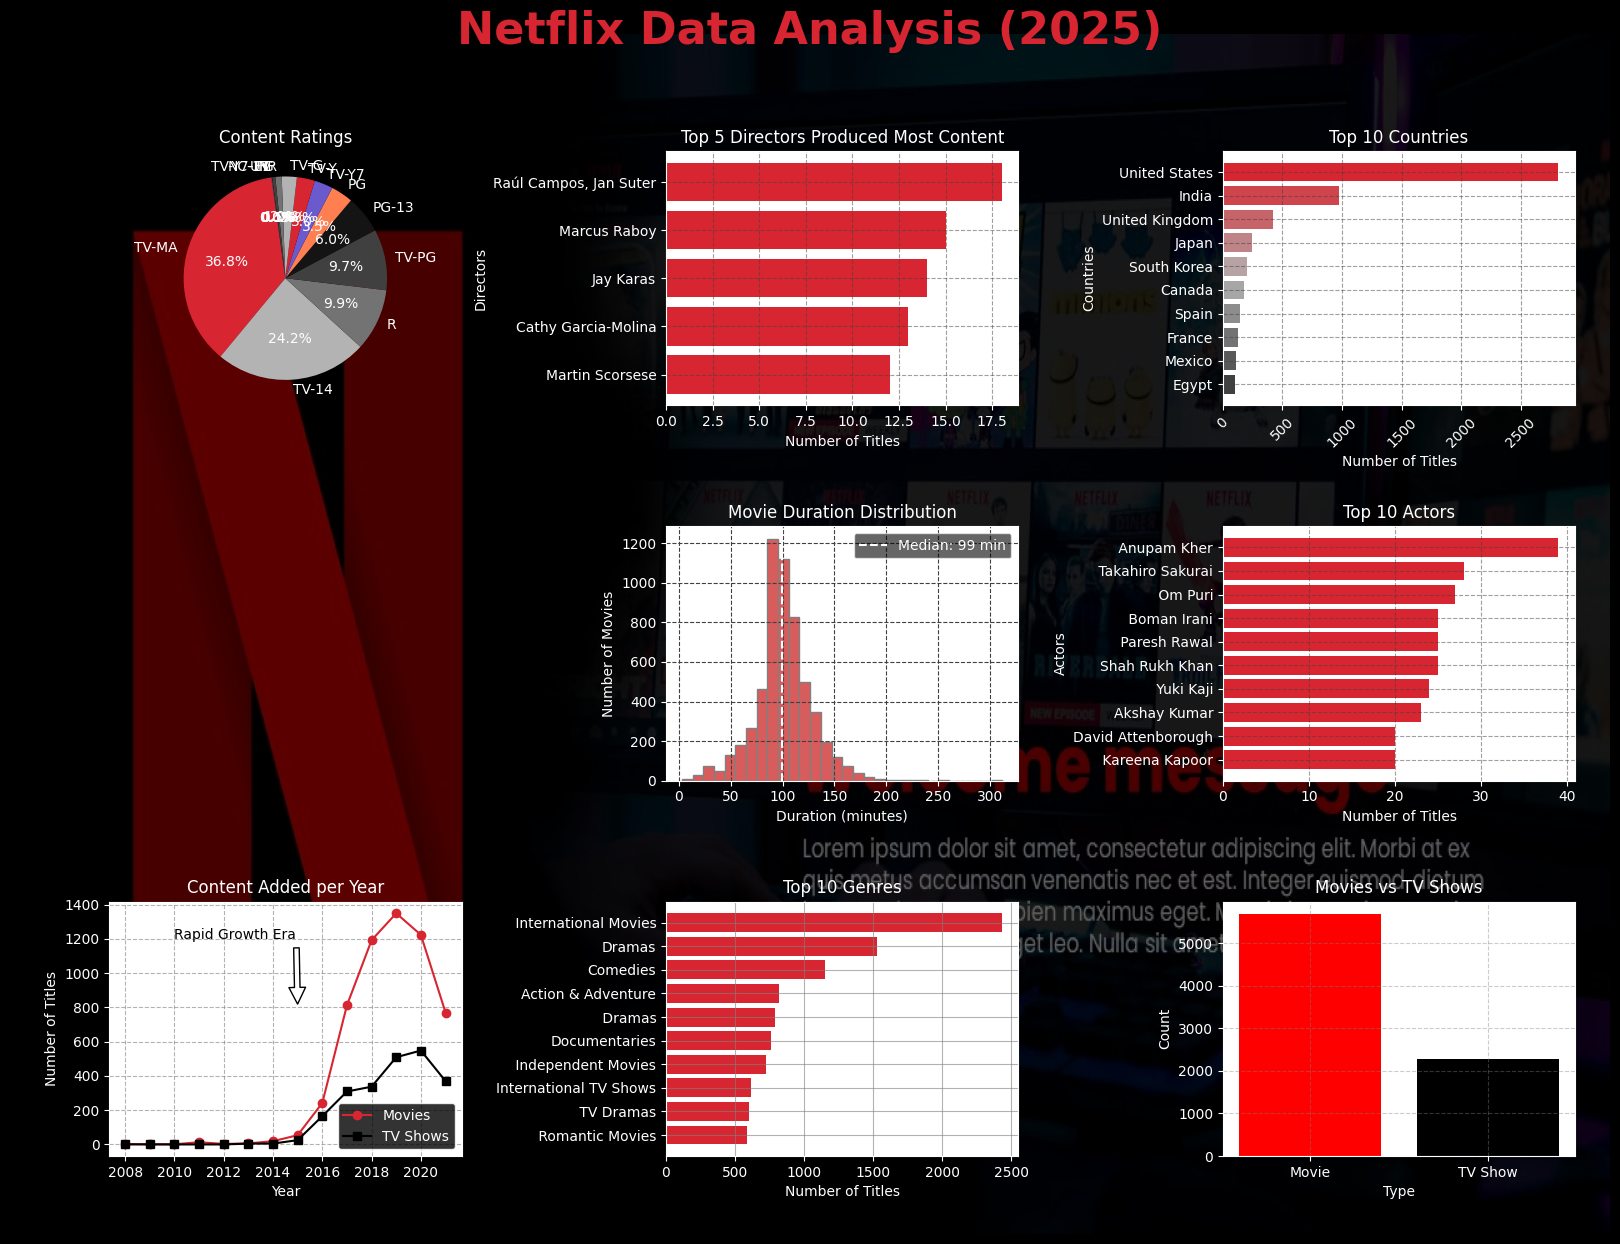 Netflix Data Analysis (2025)
Content Ratings
TV-G
TV-Y
TV-Y7
PG
PG-13
TV-PG
R
TV-14
TV-MA
36.8%
24.2%
9.9%
9.7%
6.0%
3.5%
Top 5 Directors Produced Most Content
Directors
Raúl Campos, Jan Suter
Marcus Raboy
Jay Karas
Cathy Garcia-Molina
Martin Scorsese
0.0 2.5 5.0 7.5 10.0 12.5 15.0 17.5
Number of Titles
Top 10 Countries
Countries
United States
India
United Kingdom
Japan
South Korea
Canada
Spain
France
Mexico
Egypt
0 500 1000 1500 2000 2500
Number of Titles
NETFLIX NETFLIX NETFLIX NETFLIX
Movie Duration Distribution
Median: 99 min
Number of Movies
1200
1000
800
600
400
200
0
0 50 100 150 200 250 300
Duration (minutes)
NEW EPISODE
Top 10 Actors
Actors
Anupam Kher
Takahiro Sakurai
Om Puri
Boman Irani
Paresh Rawal
Shah Rukh Khan
Yuki Kaji
Akshay Kumar
David Attenborough
Kareena Kapoor
0 10 20 30 40
Number of Titles
Lorem ipsum dolor sit amet, consectetur adipiscing elit. Morbi at ex
quis metus accumsan venenatis nec et est. Integer euismod dictum
maximus eget.
get leo. Nulla sit amet
Content Added per Year
Number of Titles
1400
1200
1000
800
600
400
200
0
Rapid Growth Era
Movies
TV Shows
2008 2010 2012 2014 2016 2018 2020
Year
Top 10 Genres
International Movies
Dramas
Comedies
Action & Adventure
Dramas
Documentaries
Independent Movies
International TV Shows
TV Dramas
Romantic Movies
0 500 1000 1500 2000 2500
Number of Titles
Movies vs TV Shows
Count
5000
4000
3000
2000
1000
0
Movie TV Show
Type